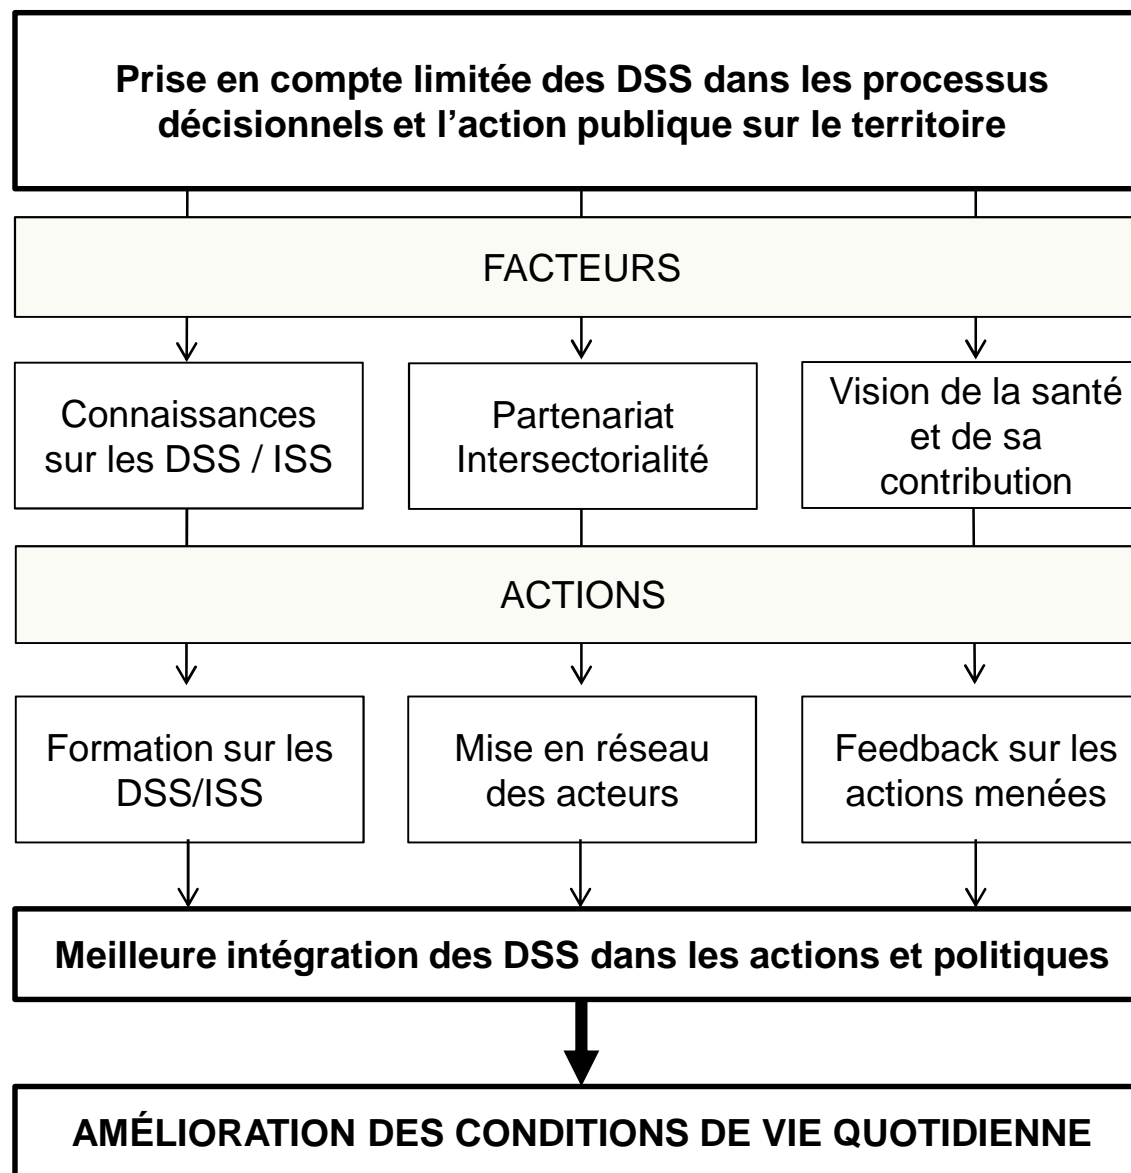 Prise en compte limitée des DSS dans les processus
décisionnels et l’action publique sur le territoire
FACTEURS
Connaissances
sur les DSS / ISS
Partenariat
Intersectorialité
Vision de la santé
et de sa
contribution
ACTIONS
Formation sur les
DSS/ISS
Mise en réseau
des acteurs
Feedback sur les
actions menées
Meilleure intégration des DSS dans les actions et politiques
AMÉLIORATION DES CONDITIONS DE VIE QUOTIDIENNE